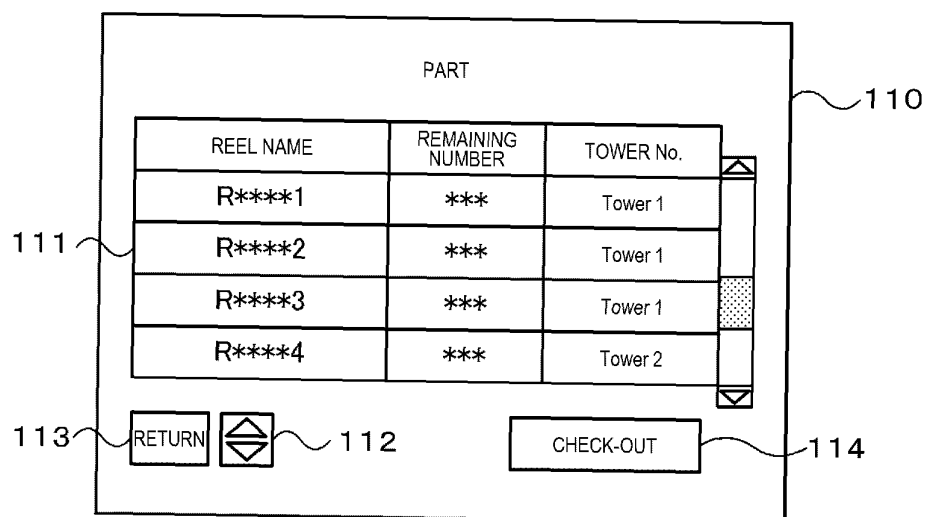 PART
110
REEL NAME REMAINING NUMBER TOWER No.
R****1 *** Tower 1
111 R****2 *** Tower 1
R****3 *** Tower 1
R****4 *** Tower 2
113 RETURN 112 CHECK-OUT 114